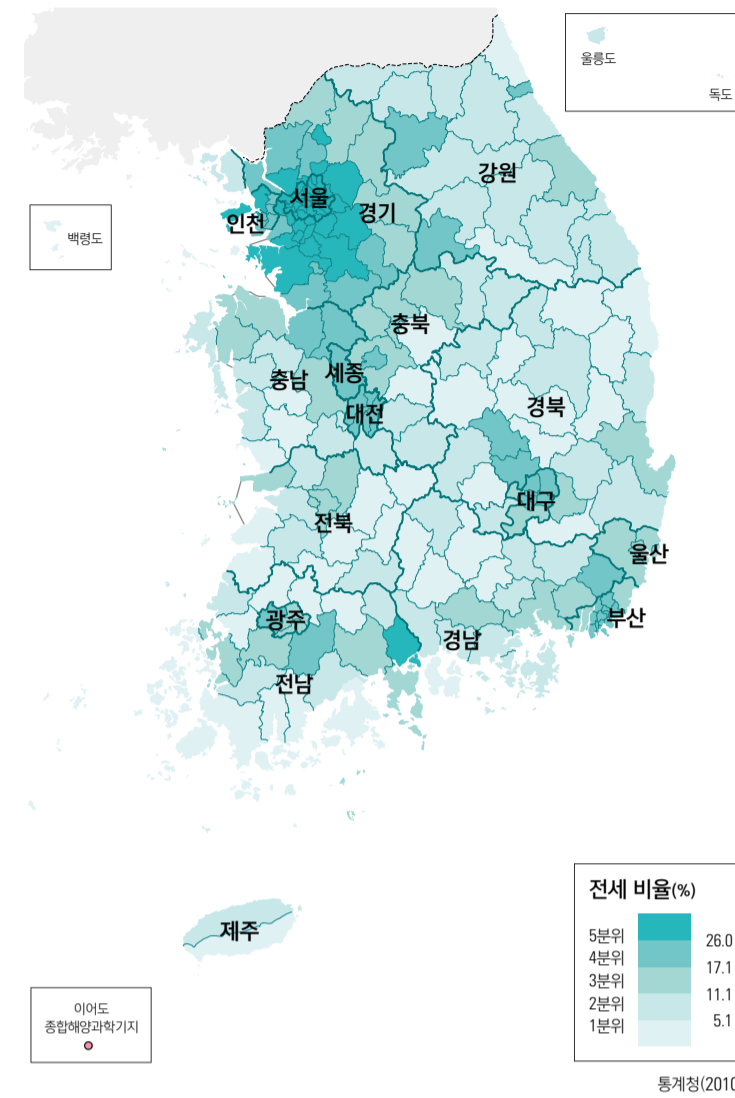 울릉도
독도
강원
서울
경기
인천
백령도
충북
세종
충남
대전
경북
대구
전북
울산
광주
부산
경남
전남
제주
전세 비율(%)
5분위
26.0
4분위
17.1
3분위
11.1
2분위
5.1
1분위
이어도
종합해양과학기지
통계청(2010